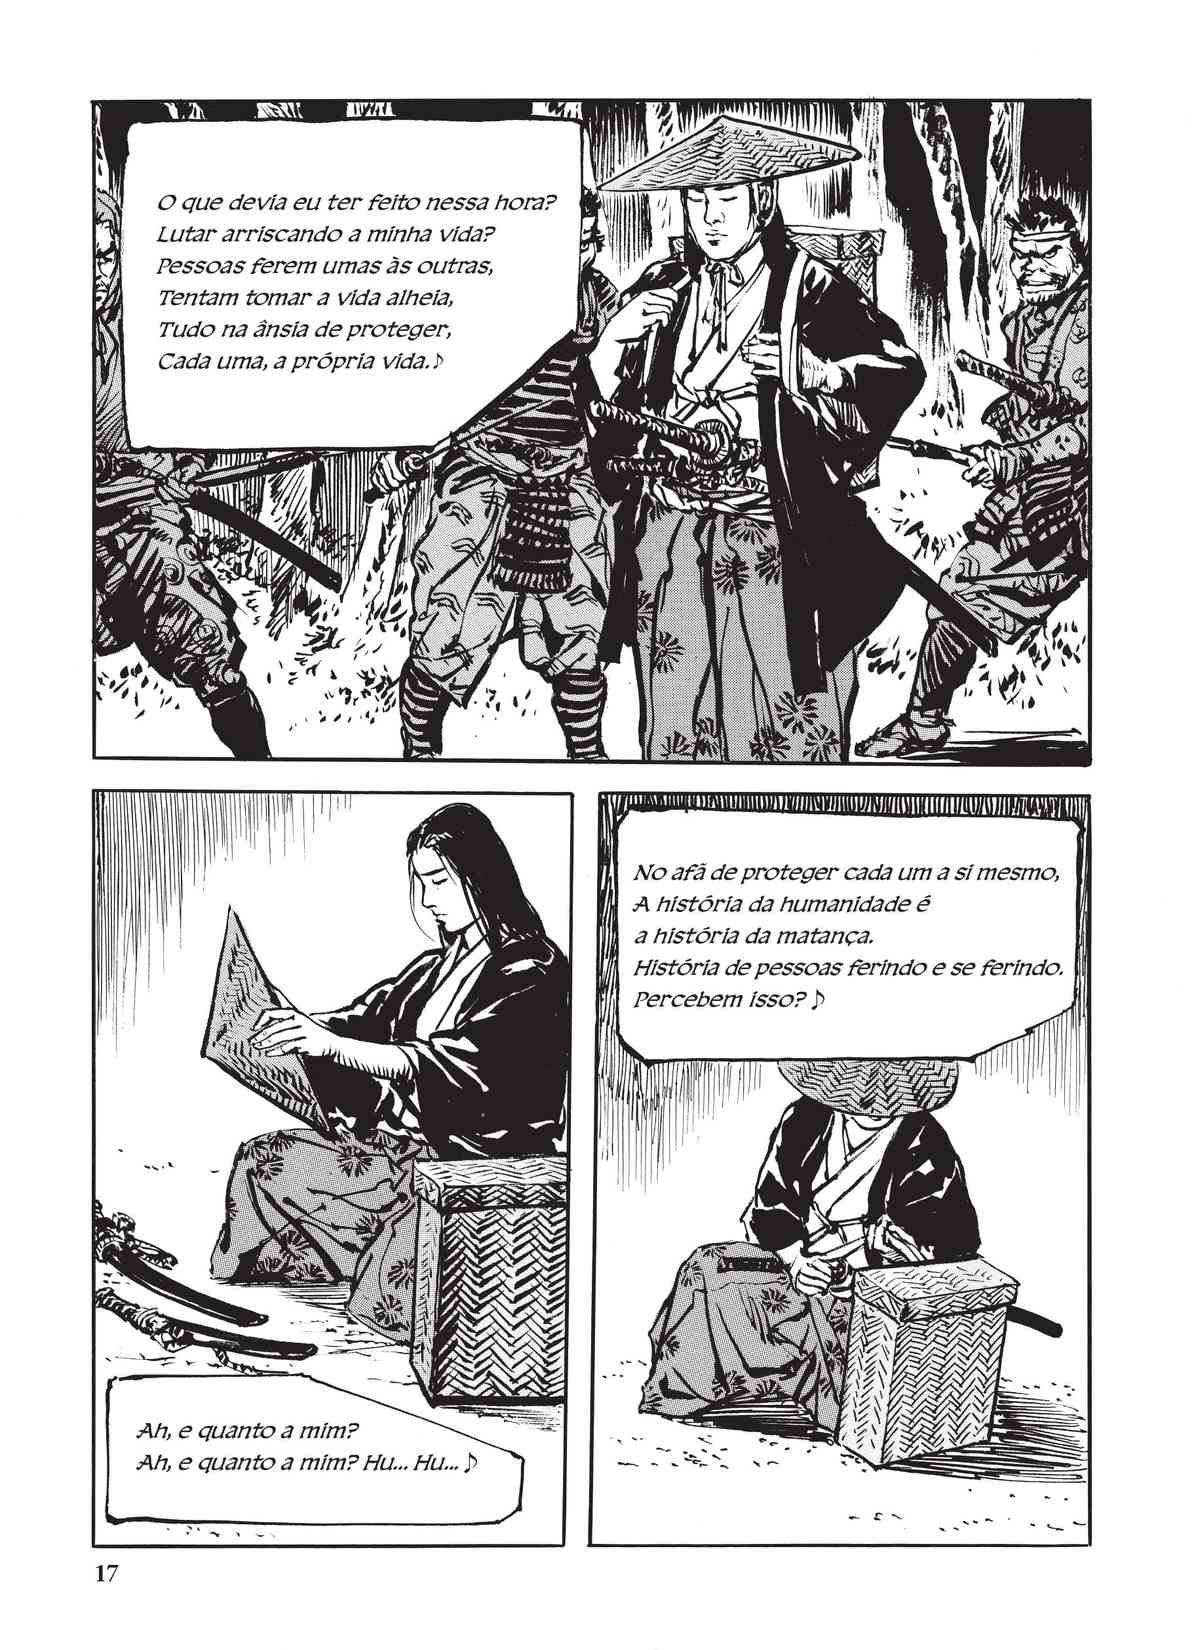 O que devia eu ter feito nessa hora?
Lutar arriscando a minha vida?
Pessoas ferem umas às outras,
Tentam tomar a vida alheia,
Tudo na ânsia de proteger,
Cada uma, a própria vida.♪
No afã de proteger cada um a si mesmo,
A história da humanidade é
a história da matança.
História de pessoas ferindo e se ferindo.
Percebem isso? ♪
Ah, e quanto a mim?
Ah, e quanto a mim? Hu... Hu... ♪
17